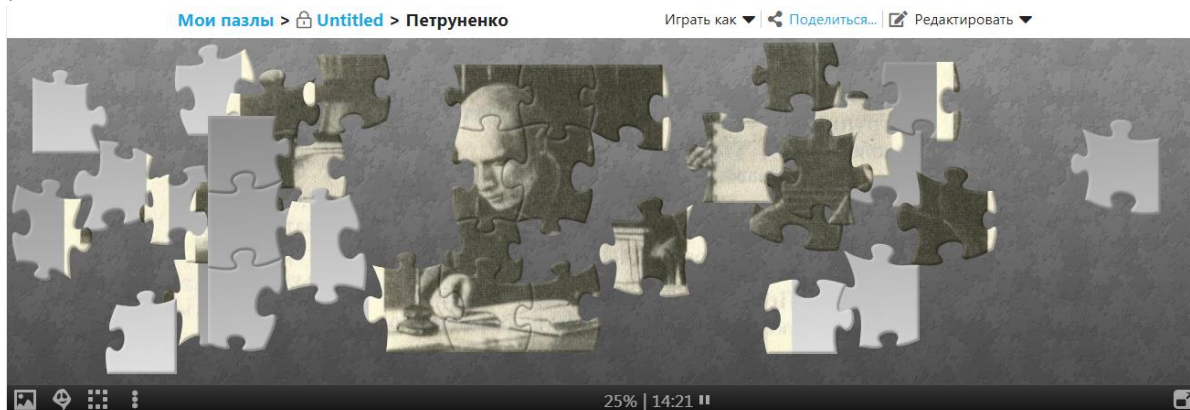 Мои пазлы > Untitled > Петруненко
Играть как Поделиться... Редактировать
25% | 14:21